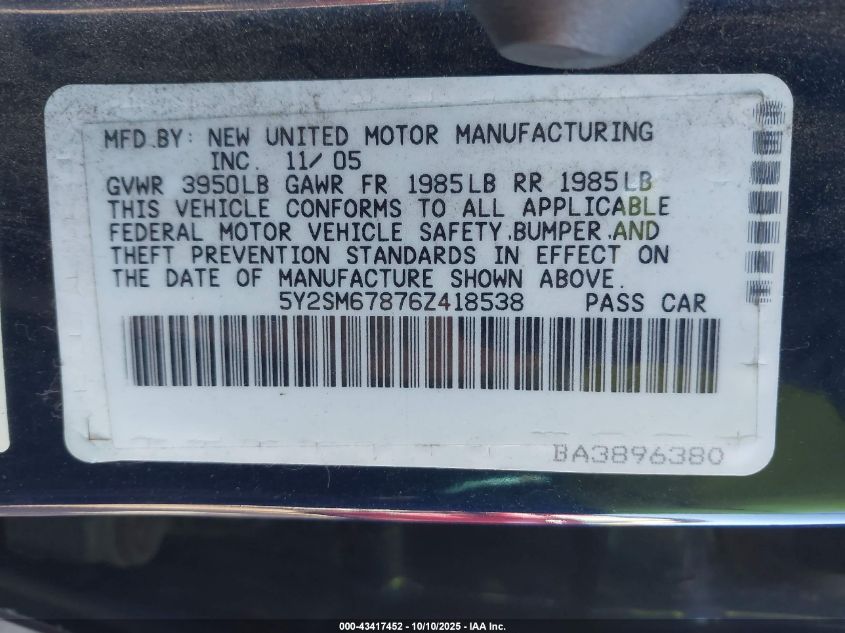 MFD.BY: NEW UNITED MOTOR MANUFACTURING
INC. 11/ 05
GVWR 3950LB GAWR FR 1985LB RR 1985LB
THIS VEHICLE CONFORMS TO ALL APPLICABLE
FEDERAL MOTOR VEHICLE SAFETY,BUMPER,AND
THEFT PREVENTION STANDARDS IN EFFECT ON
THE DATE OF MANUFACTURE SHOWN ABOVE.
5Y2SM67876Z418538 PASS CAR
BA3896380
000-43417452 - 10/10/2025 - IAA Inc.